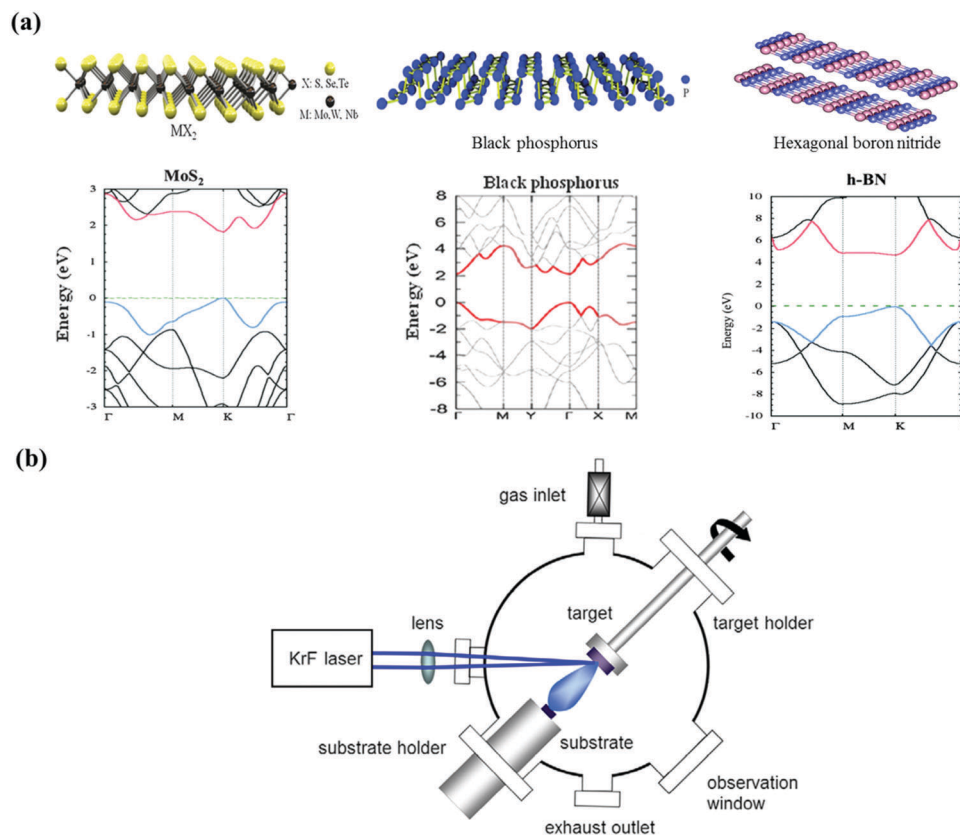 (a)
X: S, Se,Te
M: Mo,W, Nb
MX2
P
Black phosphorus
Hexagonal boron nitride
MoS2
Energy (eV)
3
2
1
0
-1
-2
-3
Γ M K Γ
Black phosphorus
Energy (eV)
8
6
4
2
0
-2
-4
-6
-8
Γ M Y Γ X M
h-BN
Energy (eV)
10
8
6
4
2
0
-2
-4
-6
-8
-10
Γ M K
(b)
gas inlet
target
target holder
lens
KrF laser
substrate holder
substrate
observation
window
exhaust outlet